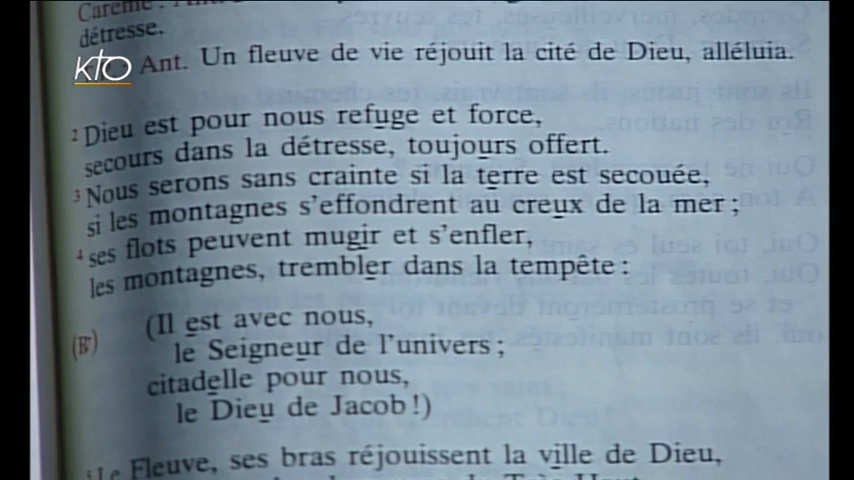 Carême :
détresse.
KTO
Ant. Un fleuve de vie réjouit la cité de Dieu, alléluia.
2 Dieu est pour nous refuge et force,
secours dans la détresse, toujours offert.
3 Nous serons sans crainte si la terre est secouée,
si les montagnes s'effondrent au creux de la mer ;
4 ses flots peuvent mugir et s'enfler,
les montagnes, trembler dans la tempête :
(℟) (Il est avec nous,
le Seigneur de l'univers ;
citadelle pour nous,
le Dieu de Jacob !)
Le Fleuve, ses bras réjouissent la ville de Dieu,